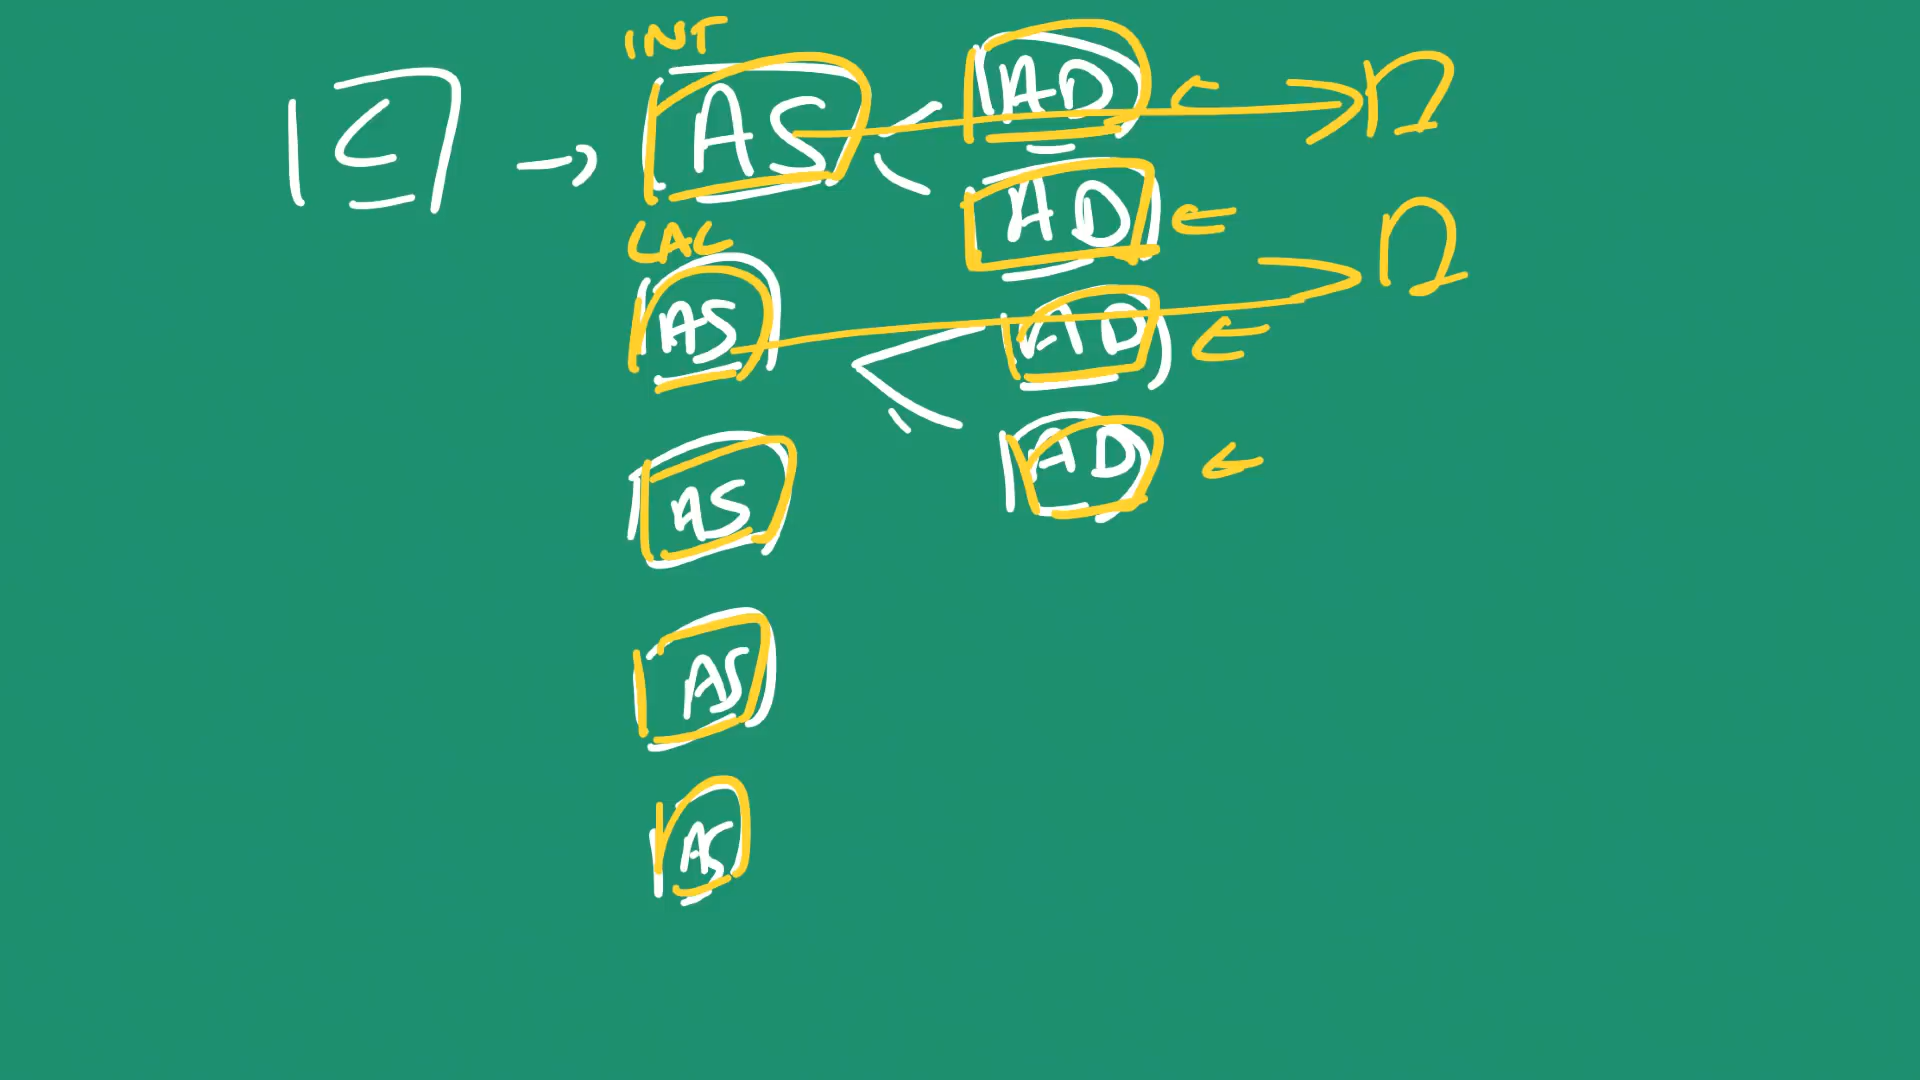 INT
C → AS AD
AD
LAC
AS AD
AD
AS
AS
AS